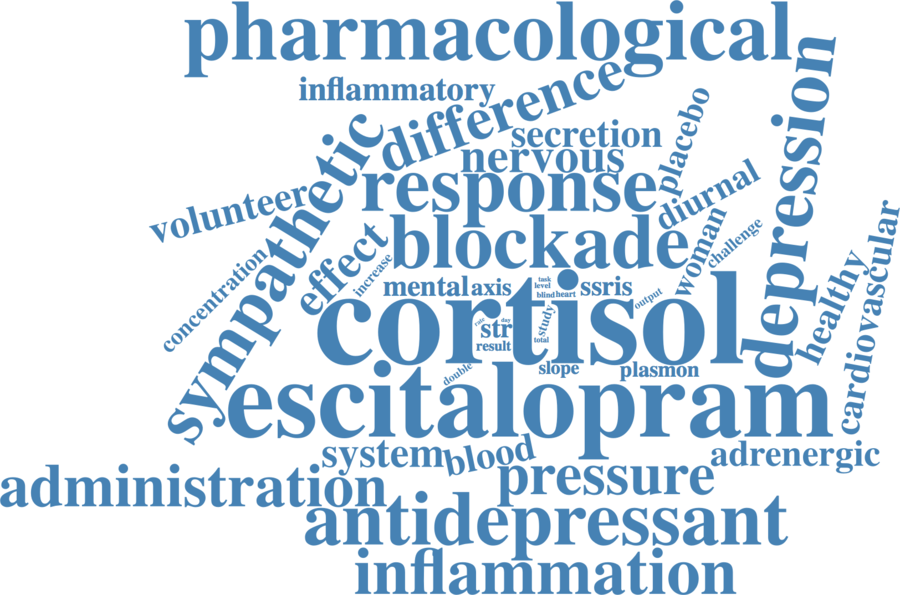 pharmacological
inflammatory
difference
depression
secretion
placebo
nervous
sympathetic
response
volunteer
diurnal
blockade
effect
woman
challenge
increase
concentration
healthy
cardiovascular
mental
axis
task
level
blind
heart
ssris
output
cortisol
rate
day
str
study
result
total
slope
plasmon
double
escitalopram
system
blood
adrenergic
administration
pressure
antidepressant
inflammation